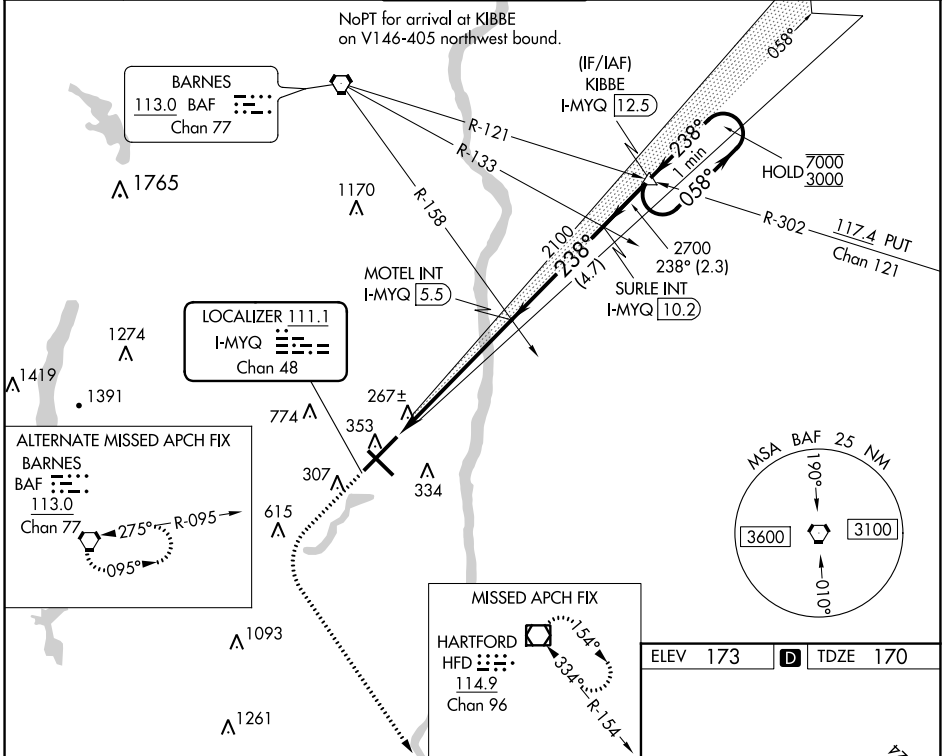 NoPT for arrival at KIBBE
on V146-405 northwest bound.
058°
BARNES
113.0 BAF
Chan 77
(IF/IAF)
KIBBE
I-MYQ 12.5
R-121
R-133
R-158
238°
1 min
058°
HOLD 7000
3000
1765
1170
R-302
117.4 PUT
Chan 121
2100
238°
(4.7)
2700
238° (2.3)
MOTEL INT
I-MYQ 5.5
SURLE INT
I-MYQ 10.2
LOCALIZER 111.1
I-MYQ
Chan 48
1274
1419
1391
774
267±
353
307
334
615
ALTERNATE MISSED APCH FIX
BARNES
BAF
113.0
Chan 77
275°
R-095
095°
MSA BAF 25 NM
190°
3600
3100
010°
MISSED APCH FIX
HARTFORD
HFD
114.9
Chan 96
154°
334°
R-154
1093
1261
ELEV 173 D TDZE 170